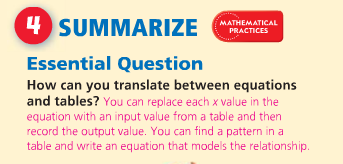 4 SUMMARIZE
MATHEMATICAL
PRACTICES
Essential Question
How can you translate between equations
and tables? You can replace each x value in the
equation with an input value from a table and then
record the output value. You can find a pattern in a
table and write an equation that models the relationship.